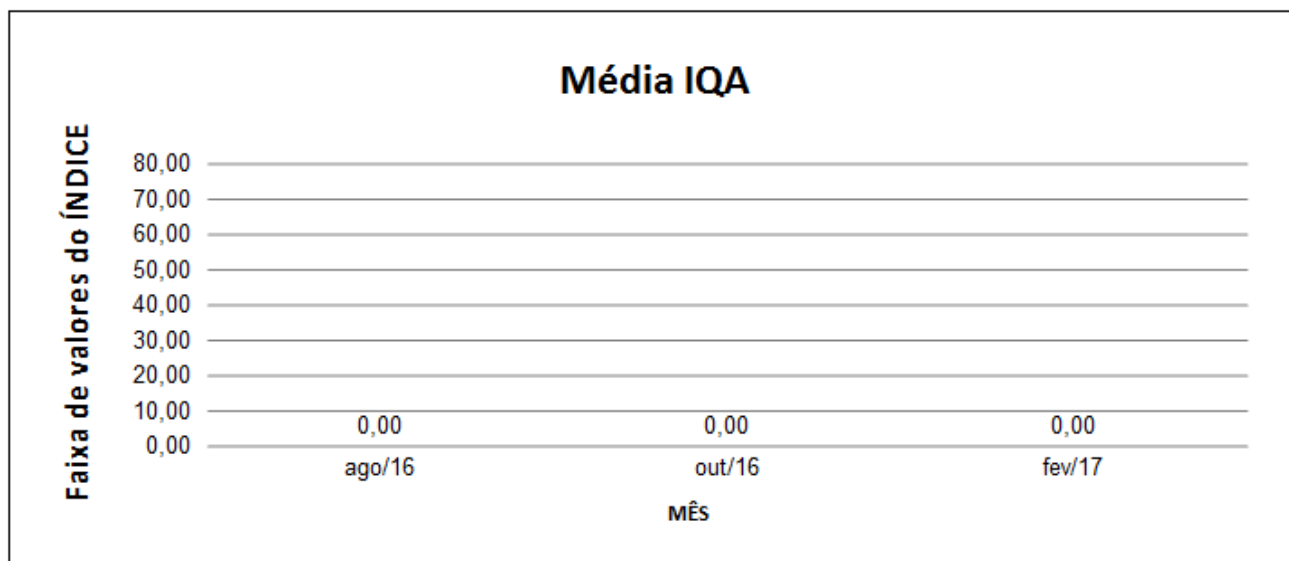 Média IQA
Faixa de valores do ÍNDICE
80,00
70,00
60,00
50,00
40,00
30,00
20,00
10,00
0,00
0,00 0,00 0,00
ago/16 out/16 fev/17
MÊS